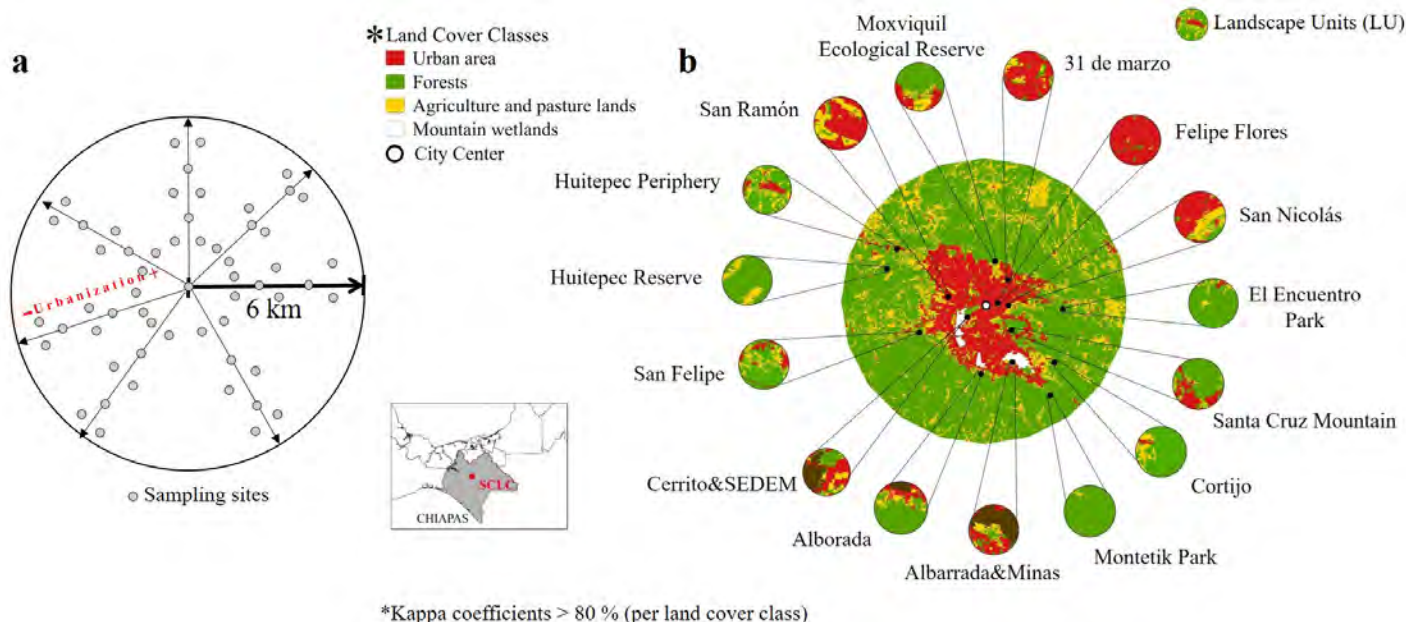 a
Urbanization +
6 km
Sampling sites
*Land Cover Classes
Urban area
Forests
Agriculture and pasture lands
Mountain wetlands
City Center
SCLC
CHIAPAS
b
Landscape Units (LU)
Moxviquil
Ecological Reserve
31 de marzo
San Ramón
Felipe Flores
Huitepec Periphery
San Nicolás
Huitepec Reserve
El Encuentro
Park
San Felipe
Santa Cruz Mountain
Cerrito&SEDEM
Cortijo
Alborada
Montetik Park
Albarrada&Minas
*Kappa coefficients > 80 % (per land cover class)